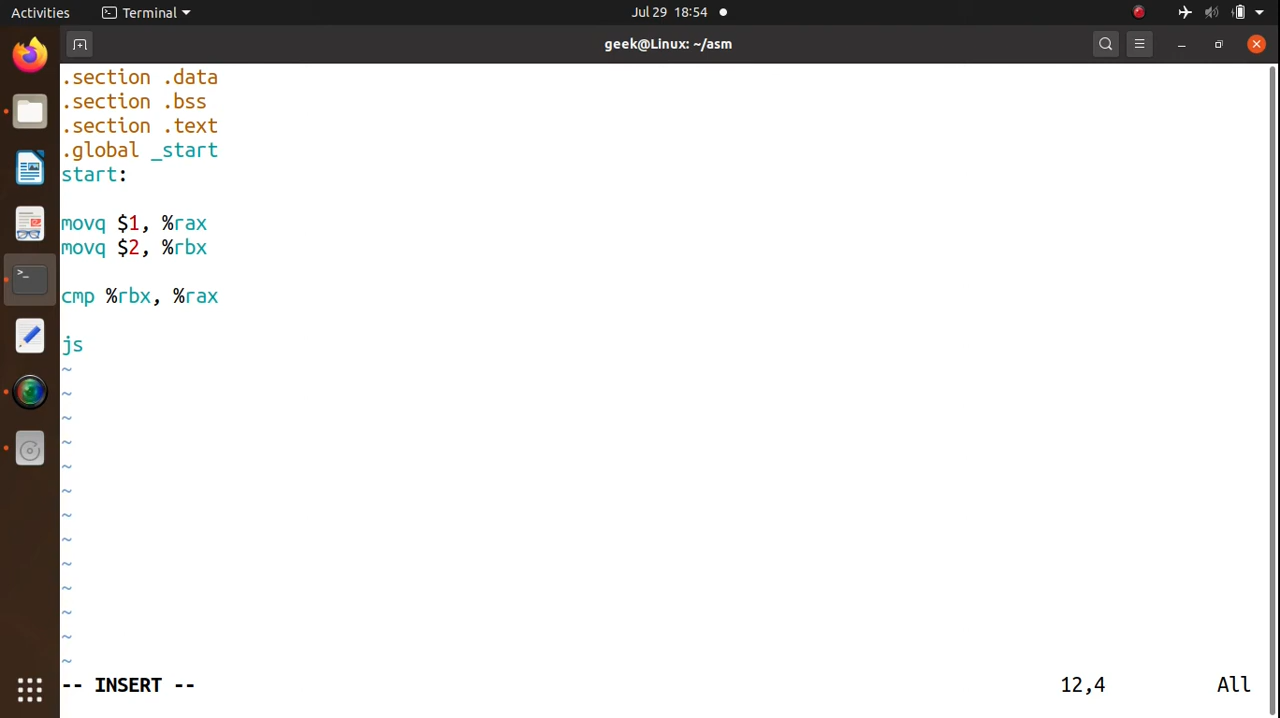 Activities
Terminal
Jul 29 18:54
geek@Linux: ~/asm
.section .data
.section .bss
.section .text
.global _start
start:
movq $1, %rax
movq $2, %rbx
cmp %rbx, %rax
js
~
~
~
~
~
~
~
~
~
~
~
~
~
-- INSERT --
12,4
All